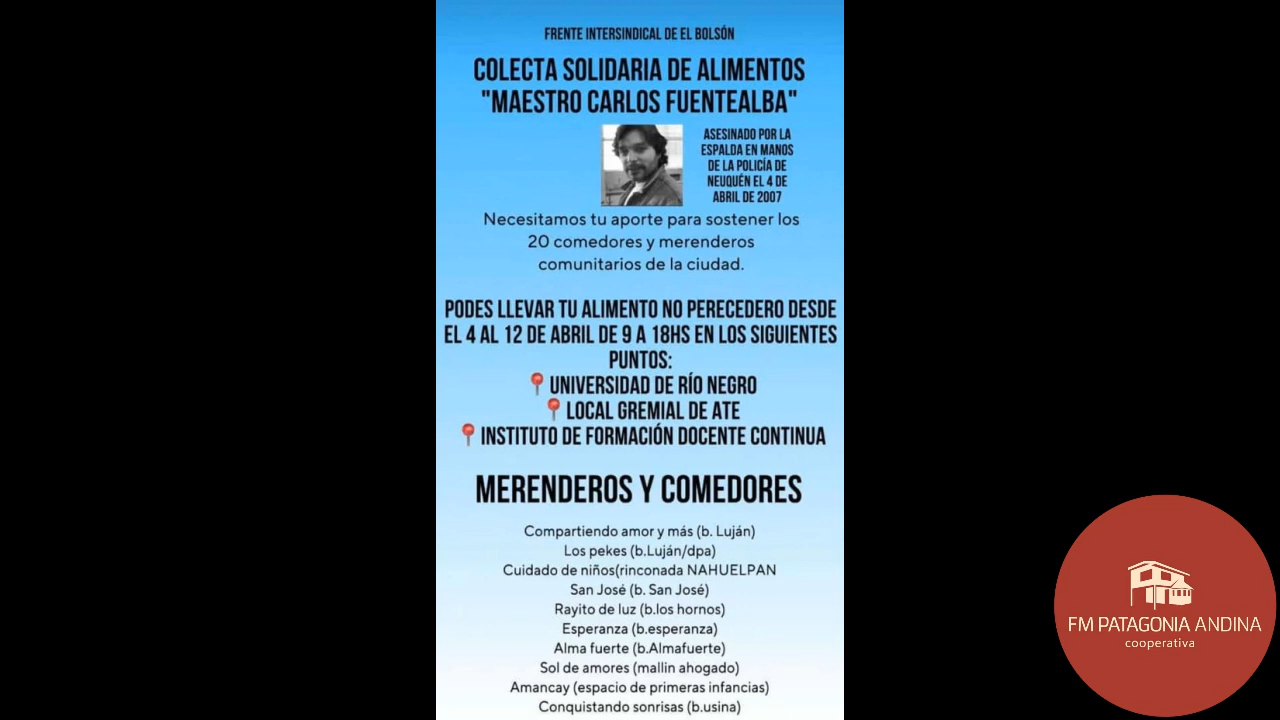 FRENTE INTERSINDICAL DE EL BOLSÓN
COLECTA SOLIDARIA DE ALIMENTOS
"MAESTRO CARLOS FUENTEALBA"
ASESINADO POR LA
ESPALDA EN MANOS
DE LA POLICÍA DE
NEUQUÉN EL 4 DE
ABRIL DE 2007
Necesitamos tu aporte para sostener los
20 comedores y merenderos
comunitarios de la ciudad.
PODES LLEVAR TU ALIMENTO NO PERECEDERO DESDE
EL 4 AL 12 DE ABRIL DE 9 A 18HS EN LOS SIGUIENTES
PUNTOS:
📍UNIVERSIDAD DE RÍO NEGRO
📍LOCAL GREMIAL DE ATE
📍INSTITUTO DE FORMACIÓN DOCENTE CONTINUA
MERENDEROS Y COMEDORES
Compartiendo amor y más (b. Luján)
Los pekes (b.Luján/dpa)
Cuidado de niños(rinconada NAHUELPAN
San José (b. San José)
Rayito de luz (b.los hornos)
Esperanza (b.esperanza)
Alma fuerte (b.Almafuerte)
Sol de amores (mallin ahogado)
Amancay (espacio de primeras infancias)
Conquistando sonrisas (b.usina)
FM PATAGONIA ANDINA
cooperativa